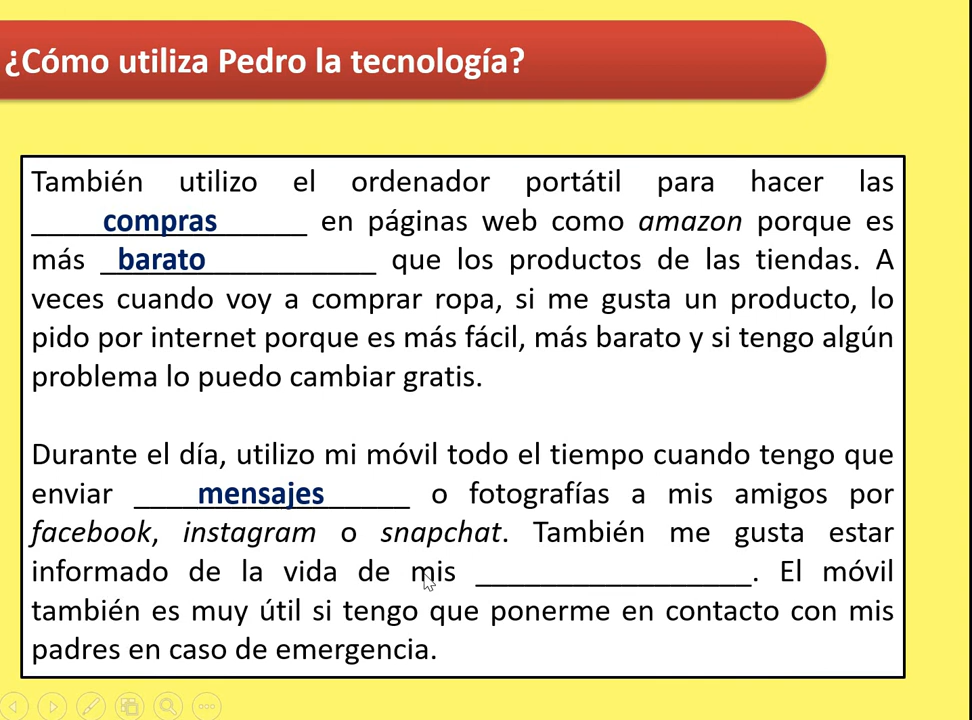 ¿Cómo utiliza Pedro la tecnología?
También utilizo el ordenador portátil para hacer las
compras en páginas web como amazon porque es
más barato que los productos de las tiendas. A
veces cuando voy a comprar ropa, si me gusta un producto, lo
pido por internet porque es más fácil, más barato y si tengo algún
problema lo puedo cambiar gratis.
Durante el día, utilizo mi móvil todo el tiempo cuando tengo que
enviar mensajes o fotografías a mis amigos por
facebook, instagram o snapchat. También me gusta estar
informado de la vida de mis __________________. El móvil
también es muy útil si tengo que ponerme en contacto con mis
padres en caso de emergencia.